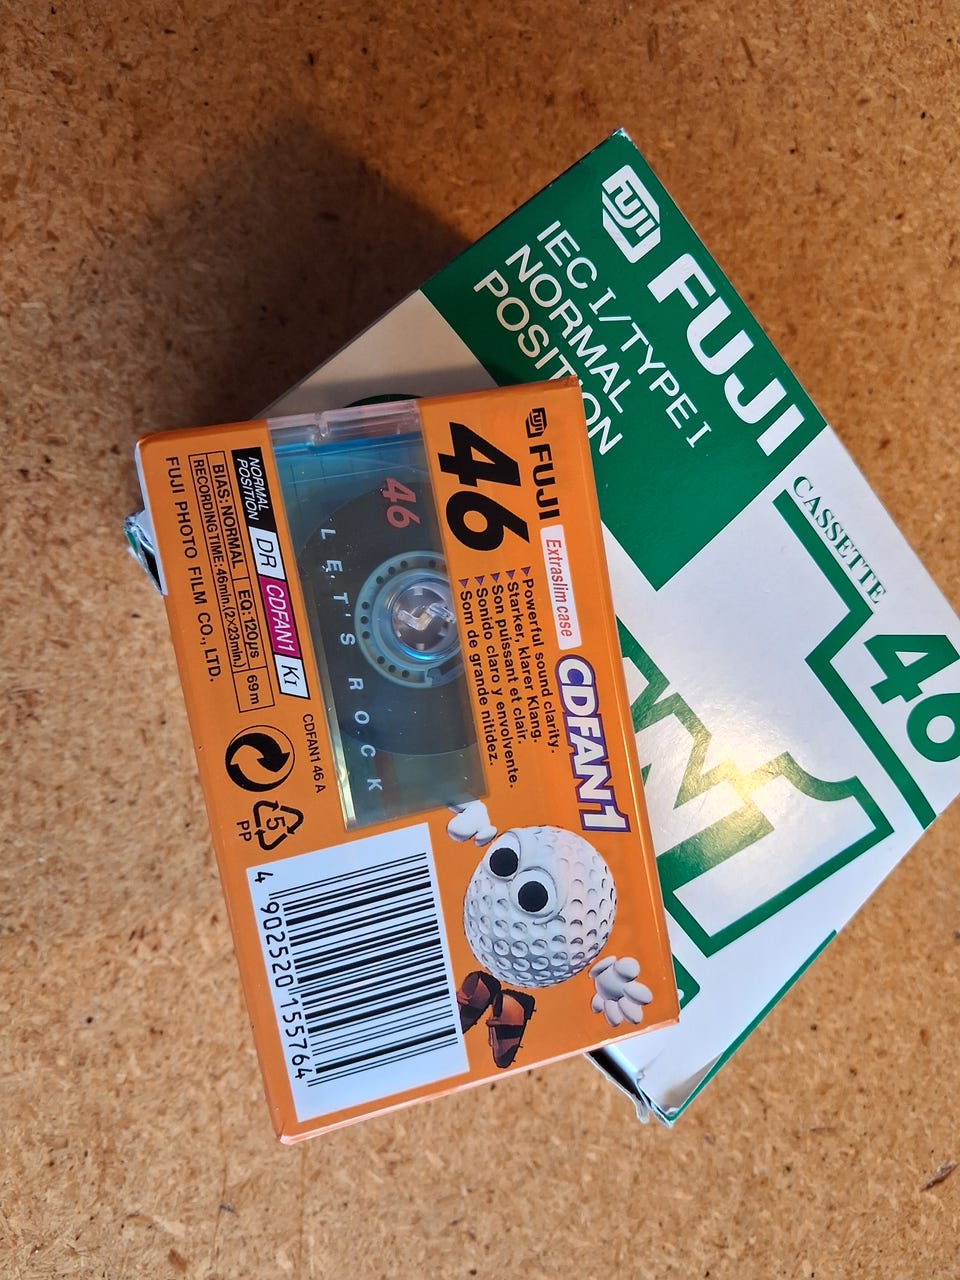 FUJI
FUJI
IEC I/TYPE I
NORMAL
POSITION
CASSETTE
46
1
FUJI
FUJI
Extraslim case
CDFAN1
46
Powerful sound clarity.
Starker, klarer Klang.
Son puissant et clair.
Sonido claro y envolvente.
Som de grande nitidez.
46
LET'S ROCK
NORMAL
POSITION
DR
CDFAN1
KI
BIAS: NORMAL
EQ: 120µs
69m
RECORDING TIME: 46min.(2×23min.)
FUJI PHOTO FILM CO., LTD.
CDFAN1 46 A
5
PP
4 902520 155764